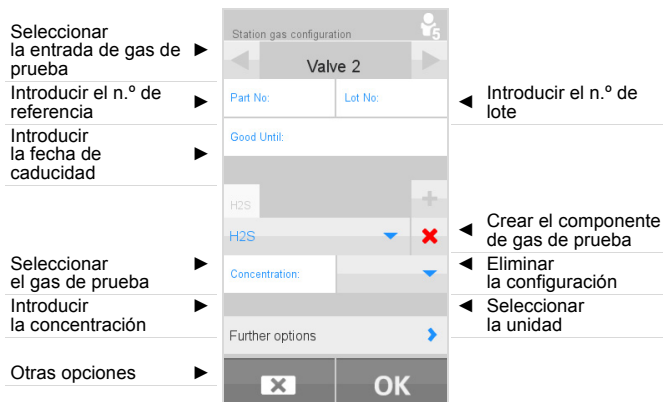 Seleccionar
la entrada de gas de
prueba
Introducir el n.º de
referencia
Introducir
la fecha de
caducidad
Seleccionar
el gas de prueba
Introducir
la concentración
Otras opciones
Station gas configuration
5
Valve 2
Part No:
Lot No:
Good Until:
H2S
H2S
Concentration:
Further options
OK
Introducir el n.º de
lote
Crear el componente
de gas de prueba
Eliminar
la configuración
Seleccionar
la unidad